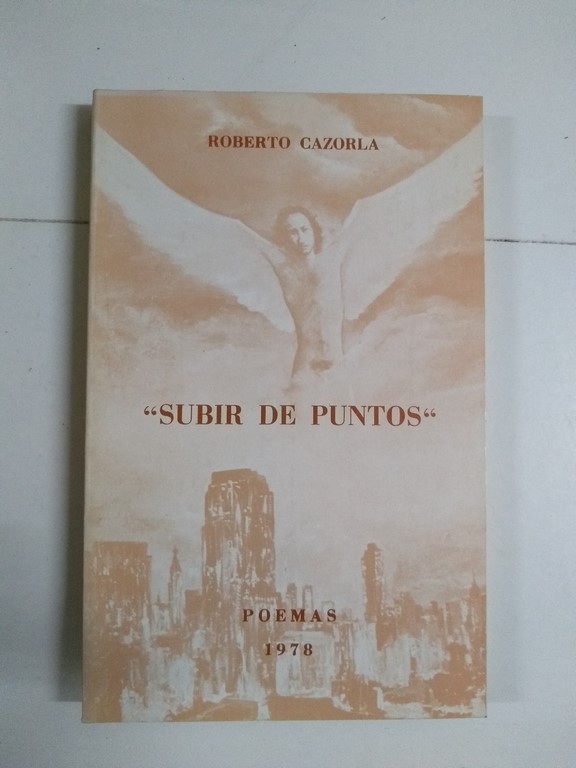 ROBERTO CAZORLA
“SUBIR DE PUNTOS“
POEMAS
1978